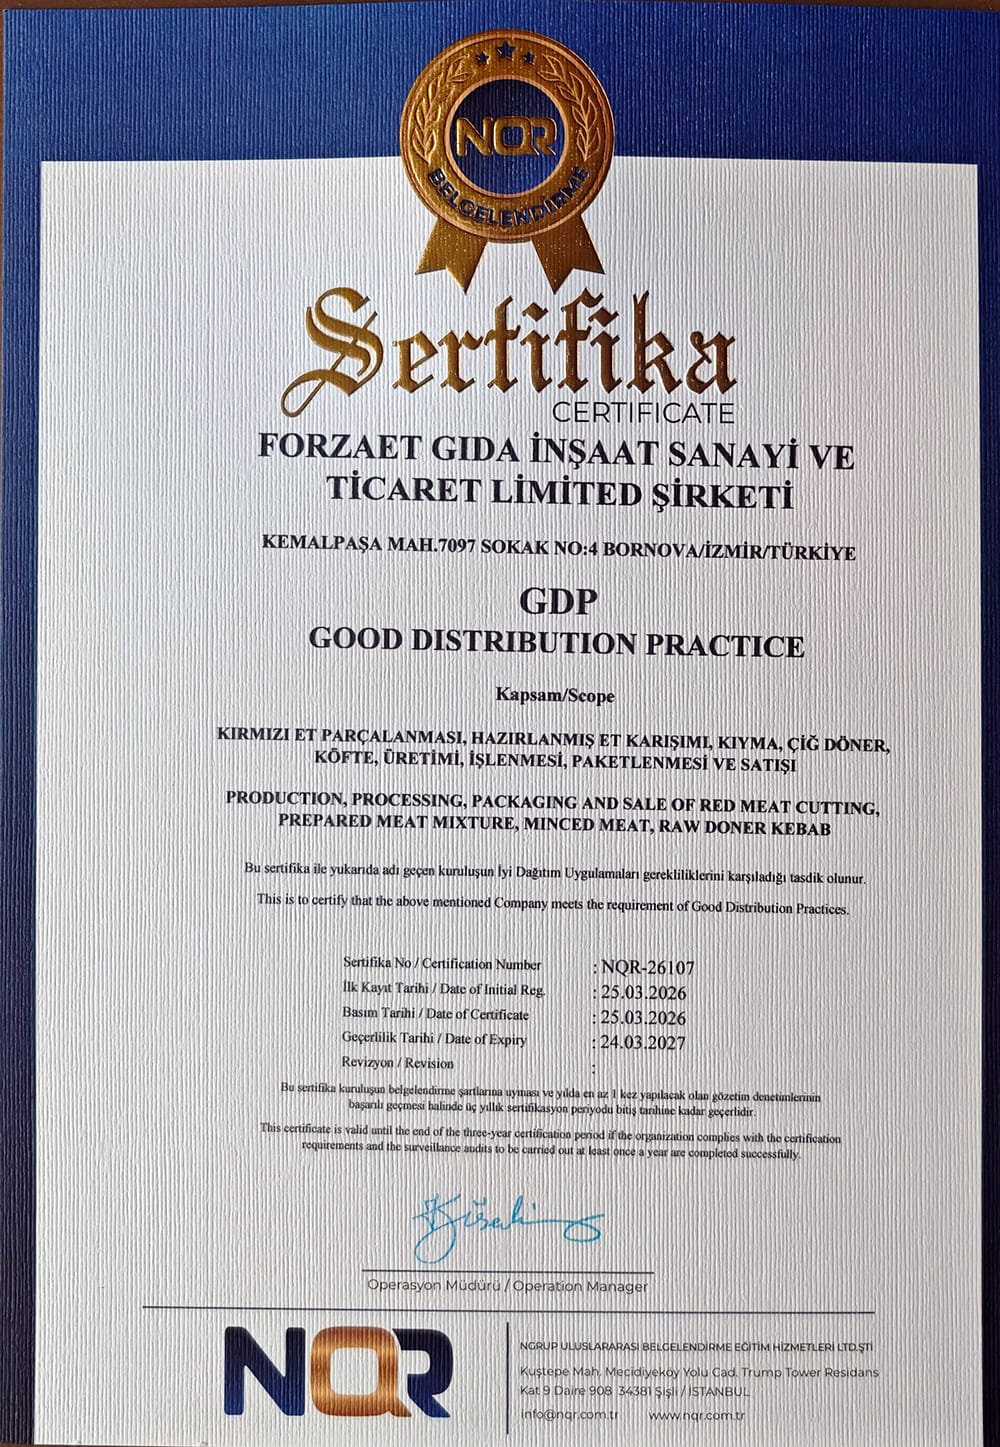 NQR
BELGELENDİRME
Sertifika
CERTIFICATE
FORZAET GIDA İNŞAAT SANAYİ VE
TİCARET LİMİTED ŞİRKETİ
KEMALPAŞA MAH.7097 SOKAK NO:4 BORNOVA/İZMİR/TÜRKİYE
GDP
GOOD DISTRIBUTION PRACTICE
Kapsam/Scope
KIRMIZI ET PARÇALANMASI, HAZIRLANMIŞ ET KARIŞIMI, KIYMA, ÇİĞ DÖNER,
KÖFTE, ÜRETİMİ, İŞLENMESİ, PAKETLENMESİ VE SATIŞI
PRODUCTION, PROCESSING, PACKAGING AND SALE OF RED MEAT CUTTING,
PREPARED MEAT MIXTURE, MINCED MEAT, RAW DONER KEBAB
Bu sertifika ile yukarıda adı geçen kuruluşun İyi Dağıtım Uygulamaları gerekliliklerini karşıladığı tasdik olunur.
This is to certify that the above mentioned Company meets the requirement of Good Distribution Practices.
Sertifika No / Certification Number : NQR-26107
İlk Kayıt Tarihi / Date of Initial Reg. : 25.03.2026
Basım Tarihi / Date of Certificate : 25.03.2026
Geçerlilik Tarihi / Date of Expiry : 24.03.2027
Revizyon / Revision :
Bu sertifika kuruluşun belgelendirme şartlarına uyması ve yılda en az 1 kez yapılacak olan gözetim denetimlerinin
başarılı geçmesi halinde üç yıllık sertifikasyon periyodu bitiş tarihine kadar geçerlidir.
This certificate is valid until the end of the three-year certification period if the organization complies with the certification
requirements and the surveillance audits to be carried out at least once a year are completed successfully.
Operasyon Müdürü / Operation Manager
NQR
NGRUP ULUSLARARASI BELGELENDİRME EĞİTİM HİZMETLERİ LTD.ŞTİ
Kuştepe Mah. Mecidiyeköy Yolu Cad. Trump Tower Residans
Kat 9 Daire 908 34381 Şişli / İSTANBUL
info@nqr.com.tr www.nqr.com.tr